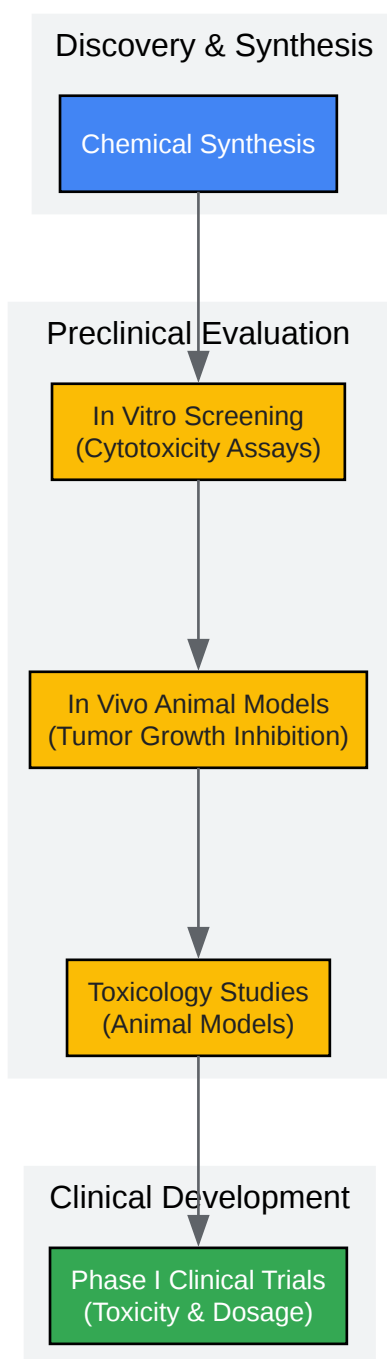 Discovery & Synthesis
Chemical Synthesis
Preclinical Evaluation
In Vitro Screening
(Cytotoxicity Assays)
In Vivo Animal Models
(Tumor Growth Inhibition)
Toxicology Studies
(Animal Models)
Clinical Development
Phase I Clinical Trials
(Toxicity & Dosage)